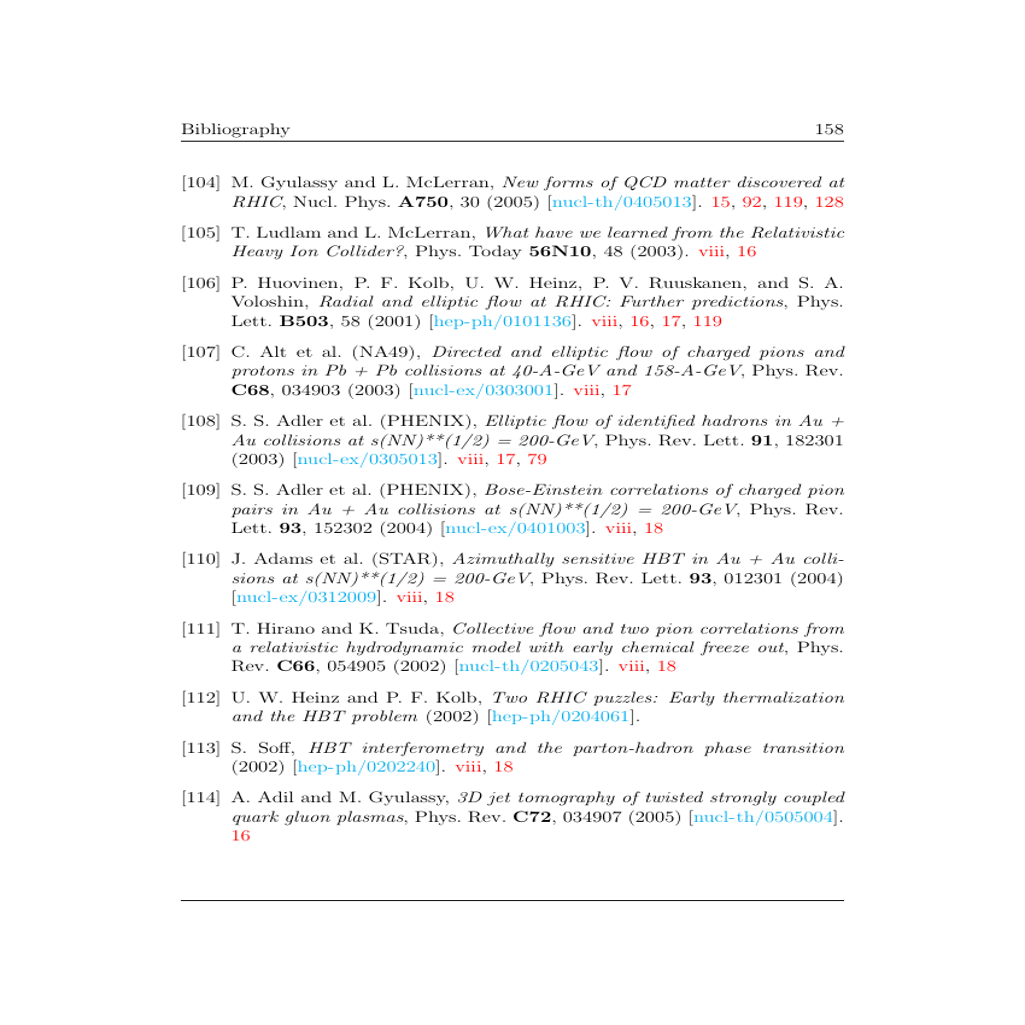 Bibliography 158
[104] M. Gyulassy and L. McLerran, New forms of QCD matter discovered at
RHIC, Nucl. Phys. A750, 30 (2005) [nucl-th/0405013]. 15, 92, 119, 128
[105] T. Ludlam and L. McLerran, What have we learned from the Relativistic
Heavy Ion Collider?, Phys. Today 56N10, 48 (2003). viii, 16
[106] P. Huovinen, P. F. Kolb, U. W. Heinz, P. V. Ruuskanen, and S. A.
Voloshin, Radial and elliptic flow at RHIC: Further predictions, Phys.
Lett. B503, 58 (2001) [hep-ph/0101136]. viii, 16, 17, 119
[107] C. Alt et al. (NA49), Directed and elliptic flow of charged pions and
protons in Pb + Pb collisions at 40-A-GeV and 158-A-GeV, Phys. Rev.
C68, 034903 (2003) [nucl-ex/0303001]. viii, 17
[108] S. S. Adler et al. (PHENIX), Elliptic flow of identified hadrons in Au +
Au collisions at s(NN)**(1/2) = 200-GeV, Phys. Rev. Lett. 91, 182301
(2003) [nucl-ex/0305013]. viii, 17, 79
[109] S. S. Adler et al. (PHENIX), Bose-Einstein correlations of charged pion
pairs in Au + Au collisions at s(NN)**(1/2) = 200-GeV, Phys. Rev.
Lett. 93, 152302 (2004) [nucl-ex/0401003]. viii, 18
[110] J. Adams et al. (STAR), Azimuthally sensitive HBT in Au + Au colli-
sions at s(NN)**(1/2) = 200-GeV, Phys. Rev. Lett. 93, 012301 (2004)
[nucl-ex/0312009]. viii, 18
[111] T. Hirano and K. Tsuda, Collective flow and two pion correlations from
a relativistic hydrodynamic model with early chemical freeze out, Phys.
Rev. C66, 054905 (2002) [nucl-th/0205043]. viii, 18
[112] U. W. Heinz and P. F. Kolb, Two RHIC puzzles: Early thermalization
and the HBT problem (2002) [hep-ph/0204061].
[113] S. Soff, HBT interferometry and the parton-hadron phase transition
(2002) [hep-ph/0202240]. viii, 18
[114] A. Adil and M. Gyulassy, 3D jet tomography of twisted strongly coupled
quark gluon plasmas, Phys. Rev. C72, 034907 (2005) [nucl-th/0505004].
16